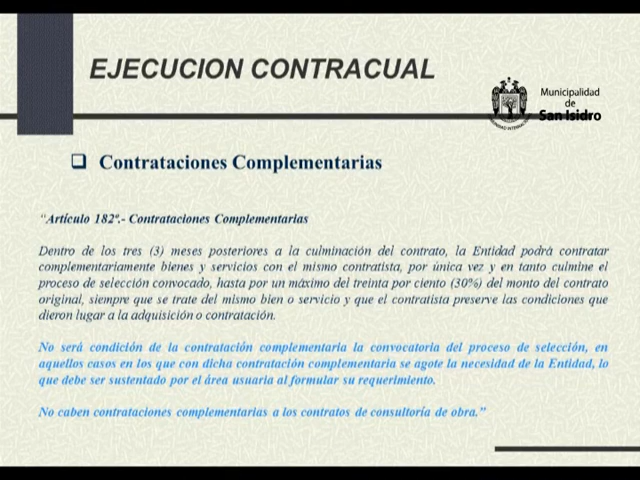 EJECUCION CONTRACUAL
Municipalidad
de
San Isidro
Contrataciones Complementarias
"Artículo 182º.- Contrataciones Complementarias
Dentro de los tres (3) meses posteriores a la culminación del contrato, la Entidad podrá contratar
complementariamente bienes y servicios con el mismo contratista, por única vez y en tanto culmine el
proceso de selección convocado, hasta por un máximo del treinta por ciento (30%) del monto del contrato
original, siempre que se trate del mismo bien o servicio y que el contratista preserve las condiciones que
dieron lugar a la adquisición o contratación.
No será condición de la contratación complementaria la convocatoria del proceso de selección, en
aquellos casos en los que con dicha contratación complementaria se agote la necesidad de la Entidad, lo
que debe ser sustentado por el área usuaria al formular su requerimiento.
No caben contrataciones complementarias a los contratos de consultoría de obra."